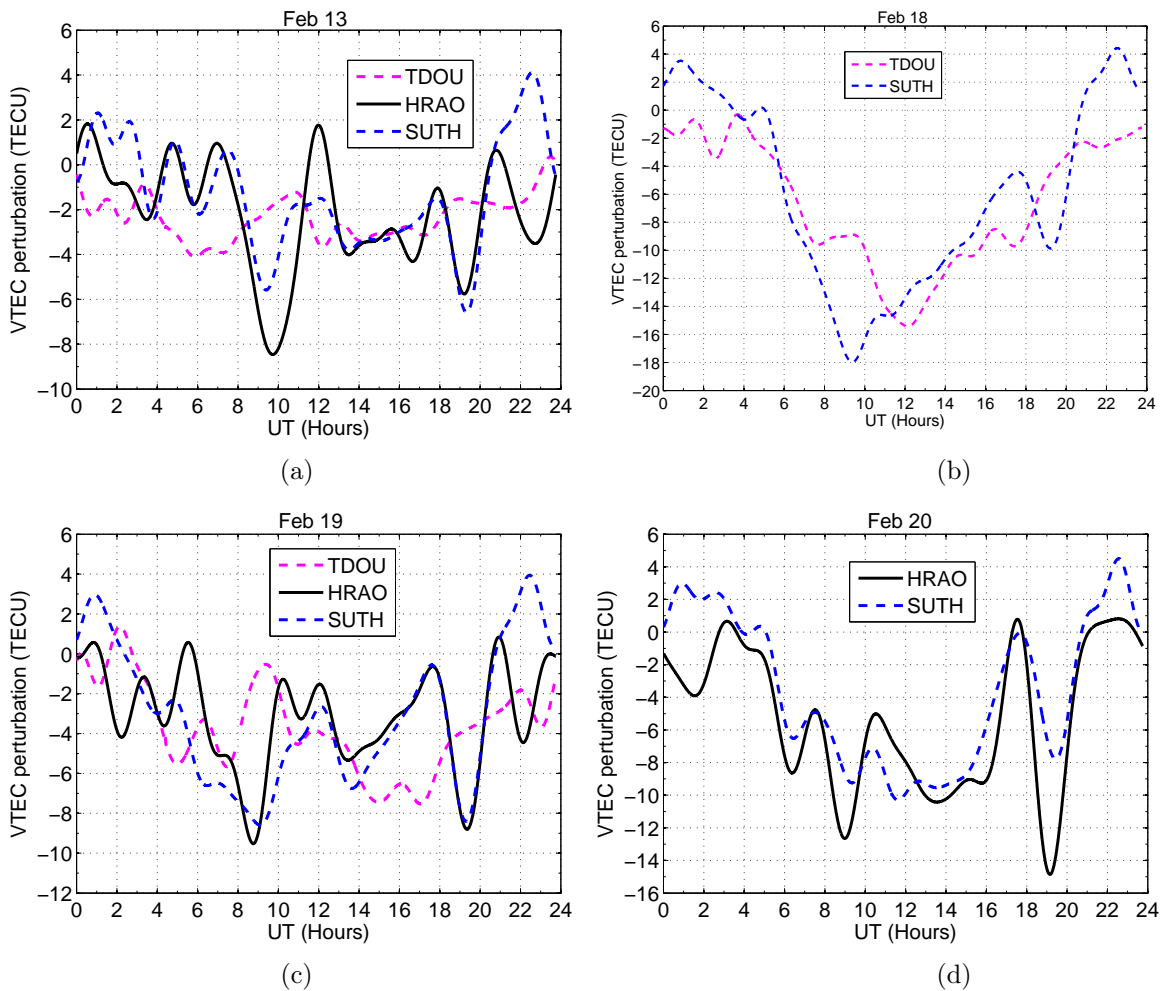 Feb 13
VTEC perturbation (TECU)
6
4
2
0
−2
−4
−6
−8
−10
TDOU
HRAO
SUTH
0 2 4 6 8 10 12 14 16 18 20 22 24
UT (Hours)
(a)
Feb 18
VTEC perturbation (TECU)
6
4
2
0
−2
−4
−6
−8
−10
−12
−14
−16
−18
−20
TDOU
SUTH
0 2 4 6 8 10 12 14 16 18 20 22 24
UT (Hours)
(b)
Feb 19
VTEC perturbation (TECU)
6
4
2
0
−2
−4
−6
−8
−10
−12
TDOU
HRAO
SUTH
0 2 4 6 8 10 12 14 16 18 20 22 24
UT (Hours)
(c)
Feb 20
VTEC perturbation (TECU)
6
4
2
0
−2
−4
−6
−8
−10
−12
−14
−16
HRAO
SUTH
0 2 4 6 8 10 12 14 16 18 20 22 24
UT (Hours)
(d)